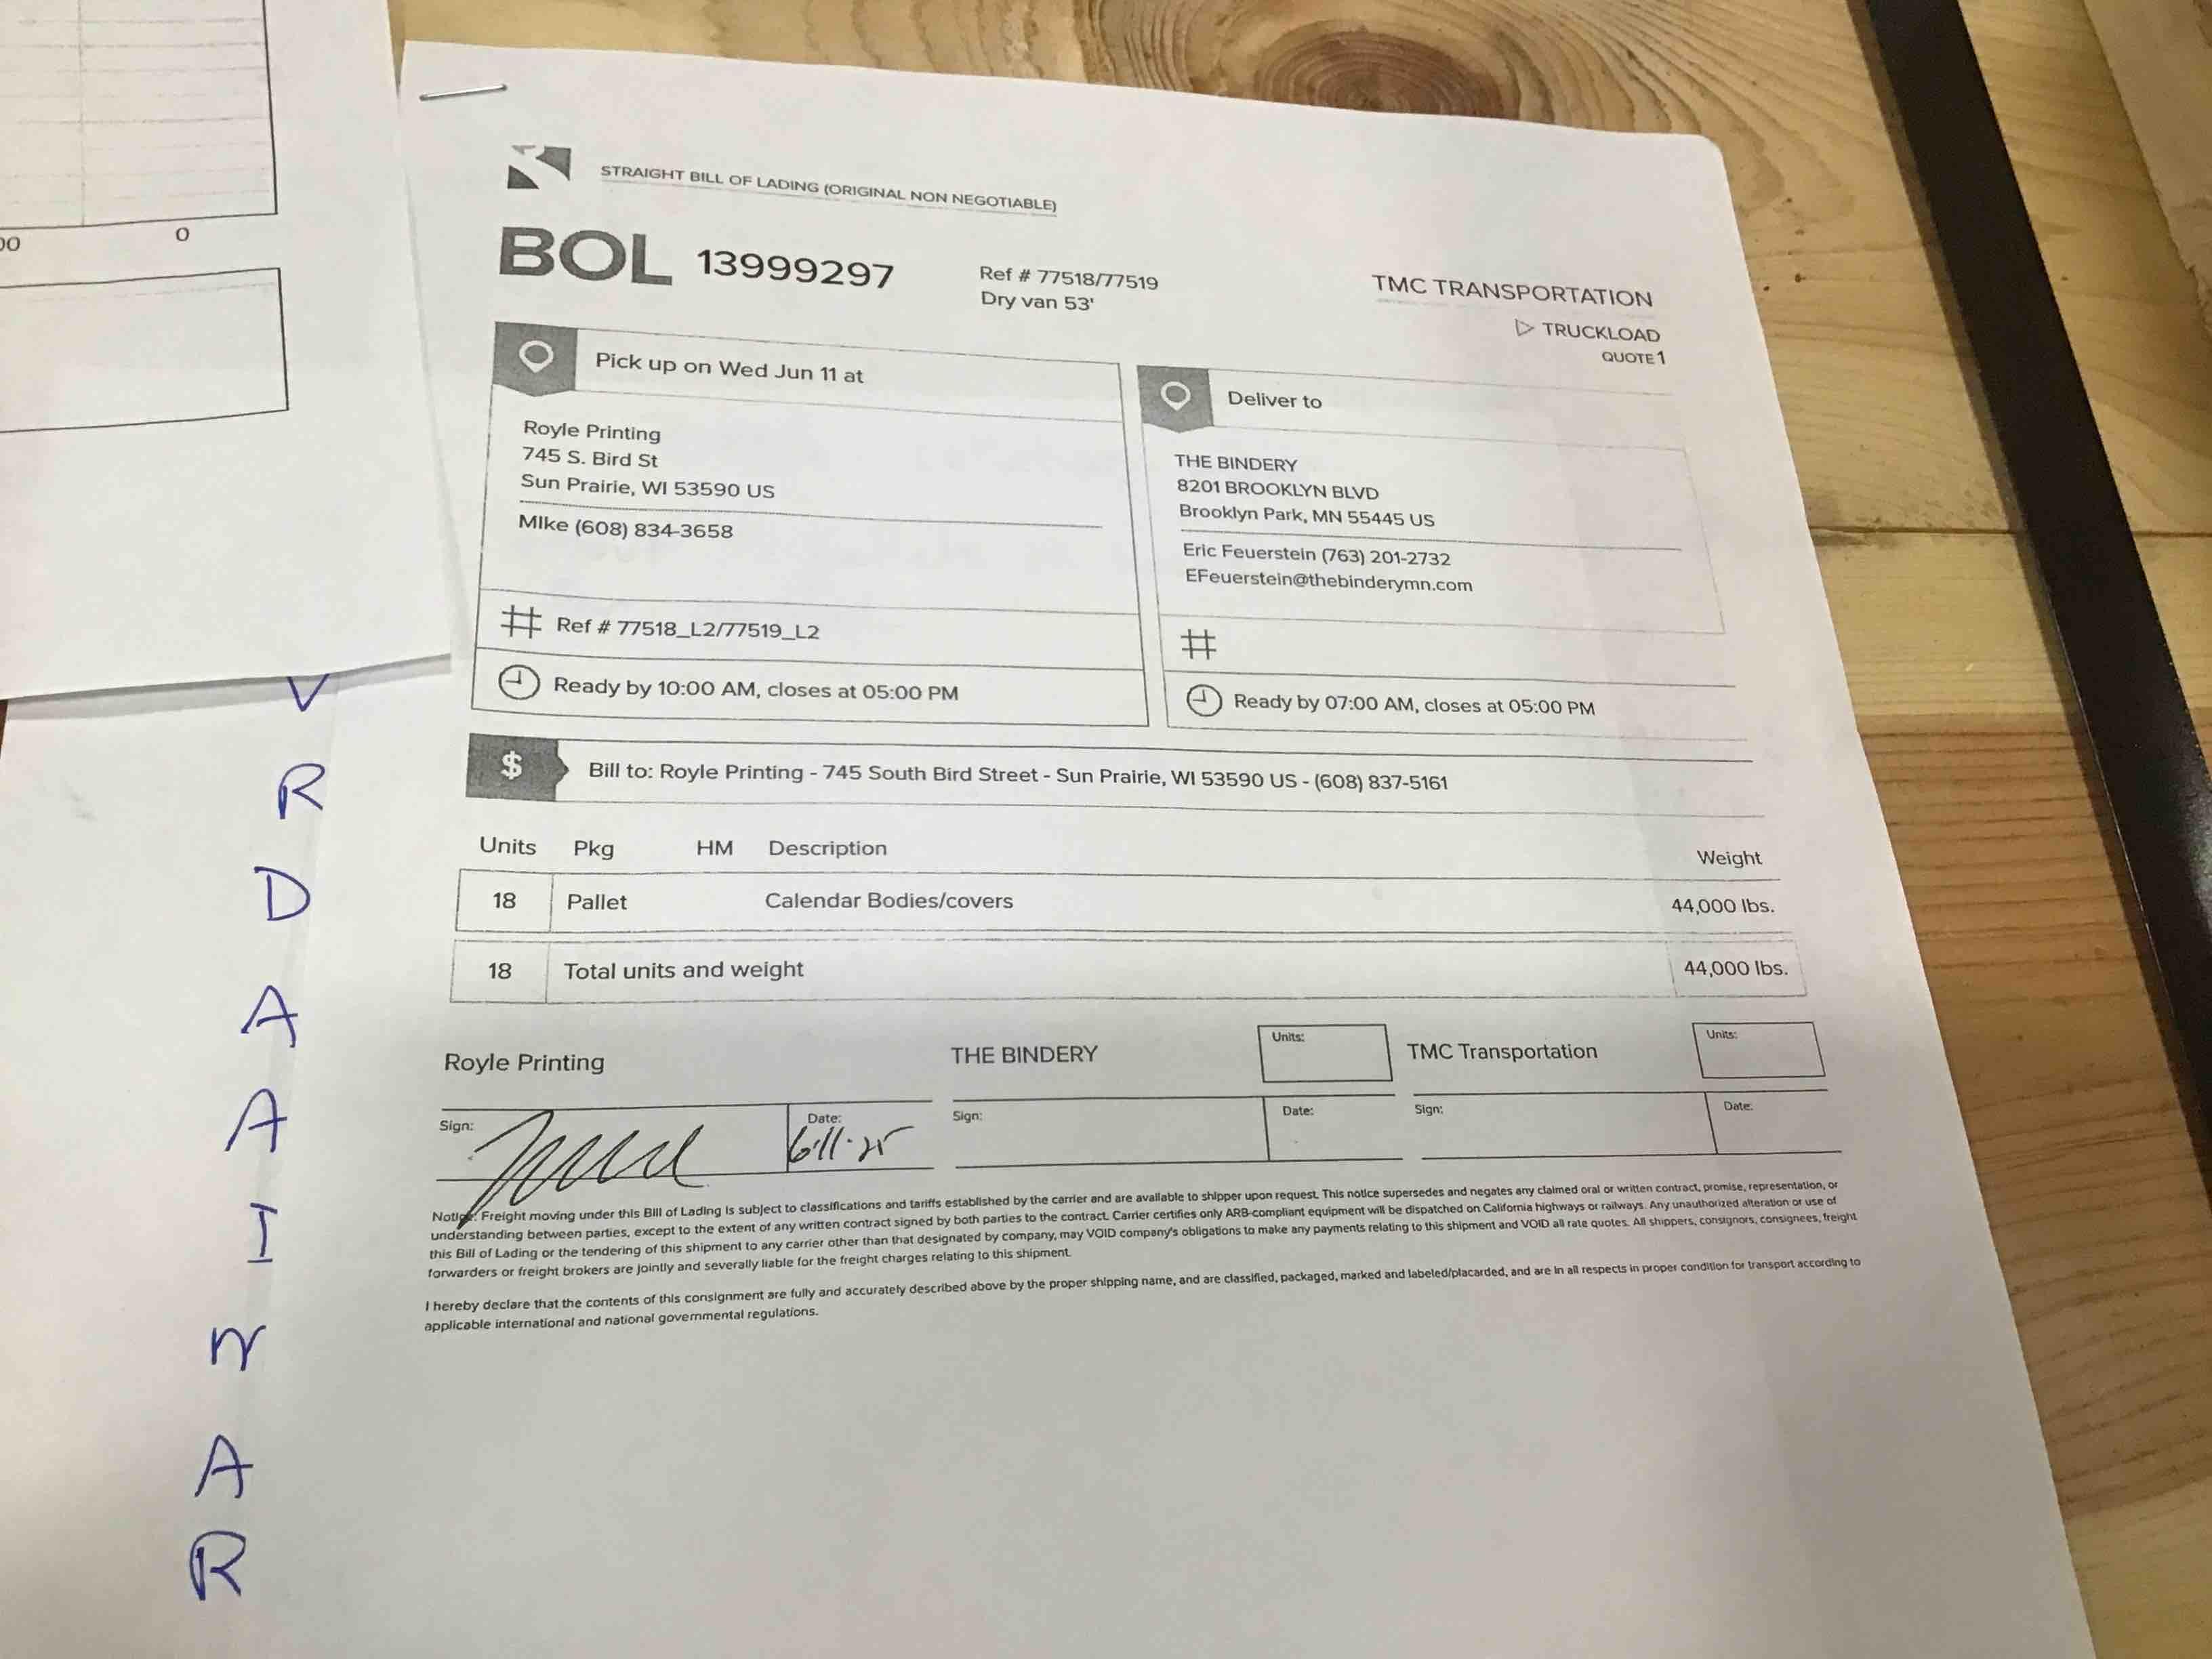 00 0
STRAIGHT BILL OF LADING (ORIGINAL NON NEGOTIABLE)
BOL 13999297
Ref # 77518/77519
Dry van 53'
TMC TRANSPORTATION
TRUCKLOAD
QUOTE 1
Pick up on Wed Jun 11 at
Royle Printing
745 S. Bird St
Sun Prairie, WI 53590 US
MIke (608) 834-3658
# Ref # 77518_L2/77519_L2
Ready by 10:00 AM, closes at 05:00 PM
Deliver to
THE BINDERY
8201 BROOKLYN BLVD
Brooklyn Park, MN 55445 US
Eric Feuerstein (763) 201-2732
EFeuerstein@thebinderymn.com
#
Ready by 07:00 AM, closes at 05:00 PM
$ Bill to: Royle Printing - 745 South Bird Street - Sun Prairie, WI 53590 US - (608) 837-5161
Units Pkg HM Description Weight
18 Pallet Calendar Bodies/covers 44,000 lbs.
18 Total units and weight 44,000 lbs.
Royle Printing
Sign:
Date:
6·11·25
THE BINDERY
Units:
Sign:
Date:
TMC Transportation
Units:
Sign:
Date:
Notice: Freight moving under this Bill of Lading is subject to classifications and tariffs established by the carrier and are available to shipper upon request. This notice supersedes and negates any claimed oral or written contract, promise, representation, or
understanding between parties, except to the extent of any written contract signed by both parties to the contract. Carrier certifies only ARB-compliant equipment will be dispatched on California highways or railways. Any unauthorized alteration or use of
this Bill of Lading or the tendering of this shipment to any carrier other than that designated by company, may VOID company's obligations to make any payments relating to this shipment and VOID all rate quotes. All shippers, consignors, consignees, freight
forwarders or freight brokers are jointly and severally liable for the freight charges relating to this shipment.
I hereby declare that the contents of this consignment are fully and accurately described above by the proper shipping name, and are classified, packaged, marked and labeled/placarded, and are in all respects in proper condition for transport according to
applicable international and national governmental regulations.
V
R
D
A
A
I
N
A
R